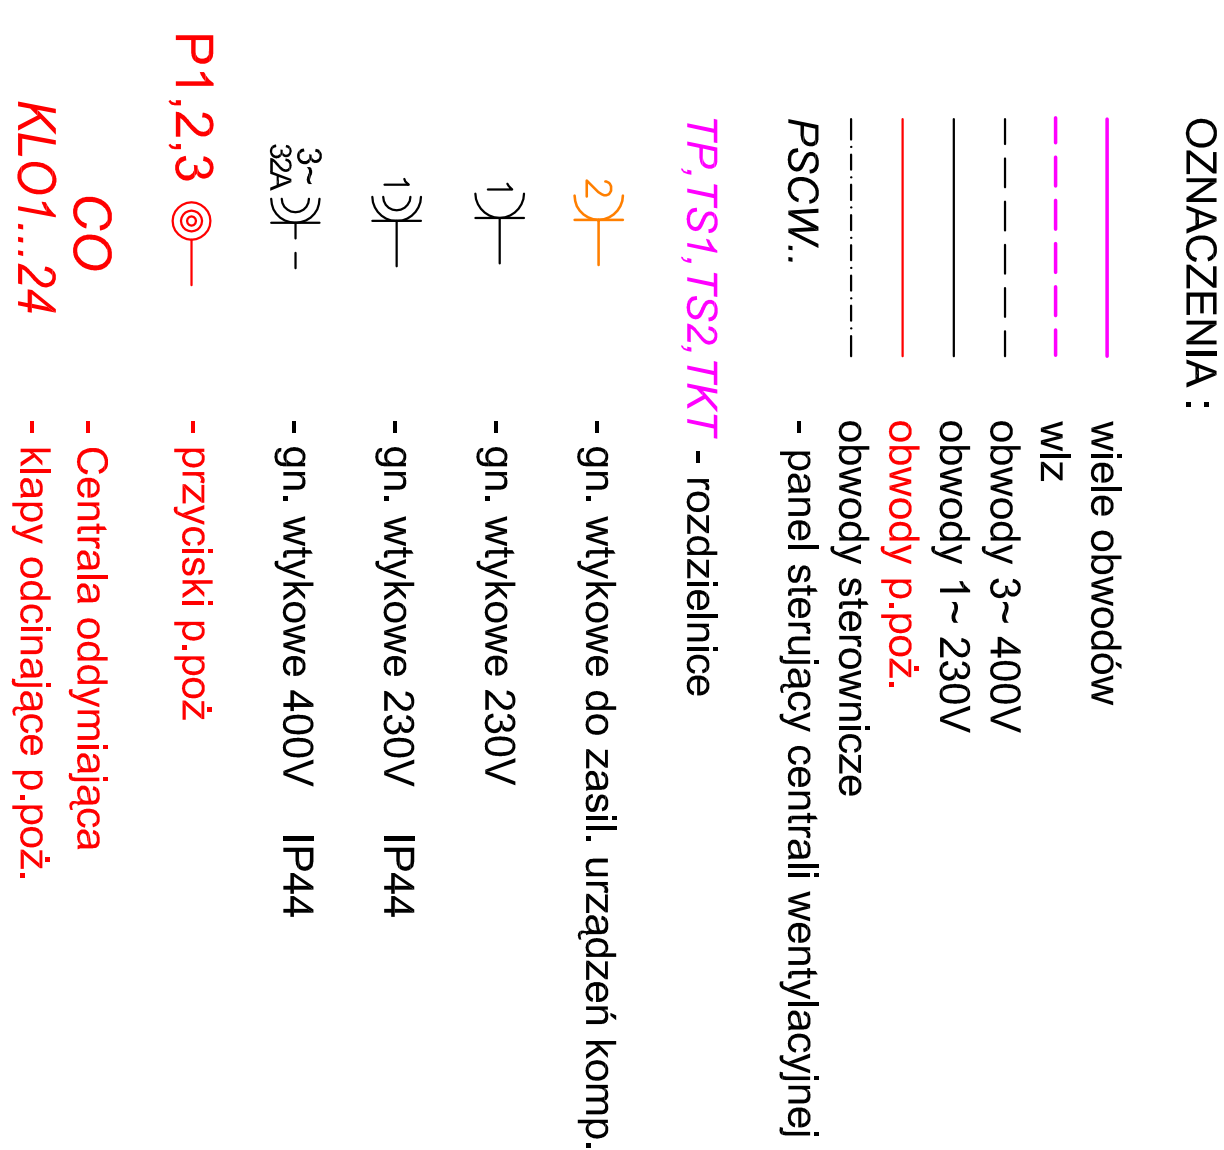 OZNACZENIA :
wiele obwodów
wlz
obwody 3~ 400V
obwody 1~ 230V
obwody p.poż.
obwody sterownicze
PSCW.. - panel sterujący centrali wentylacyjnej
TP,TS1,TS2,TKT - rozdzielnice
2 - gn. wtykowe do zasil. urządzeń komp.
1 - gn. wtykowe 230V
1 - gn. wtykowe 230V IP44
3~ 32A - gn. wtykowe 400V IP44
P1,2,3 - przyciski p.poż
CO - Centrala oddymiająca
KLO1...24 - klapy odcinające p.poż.